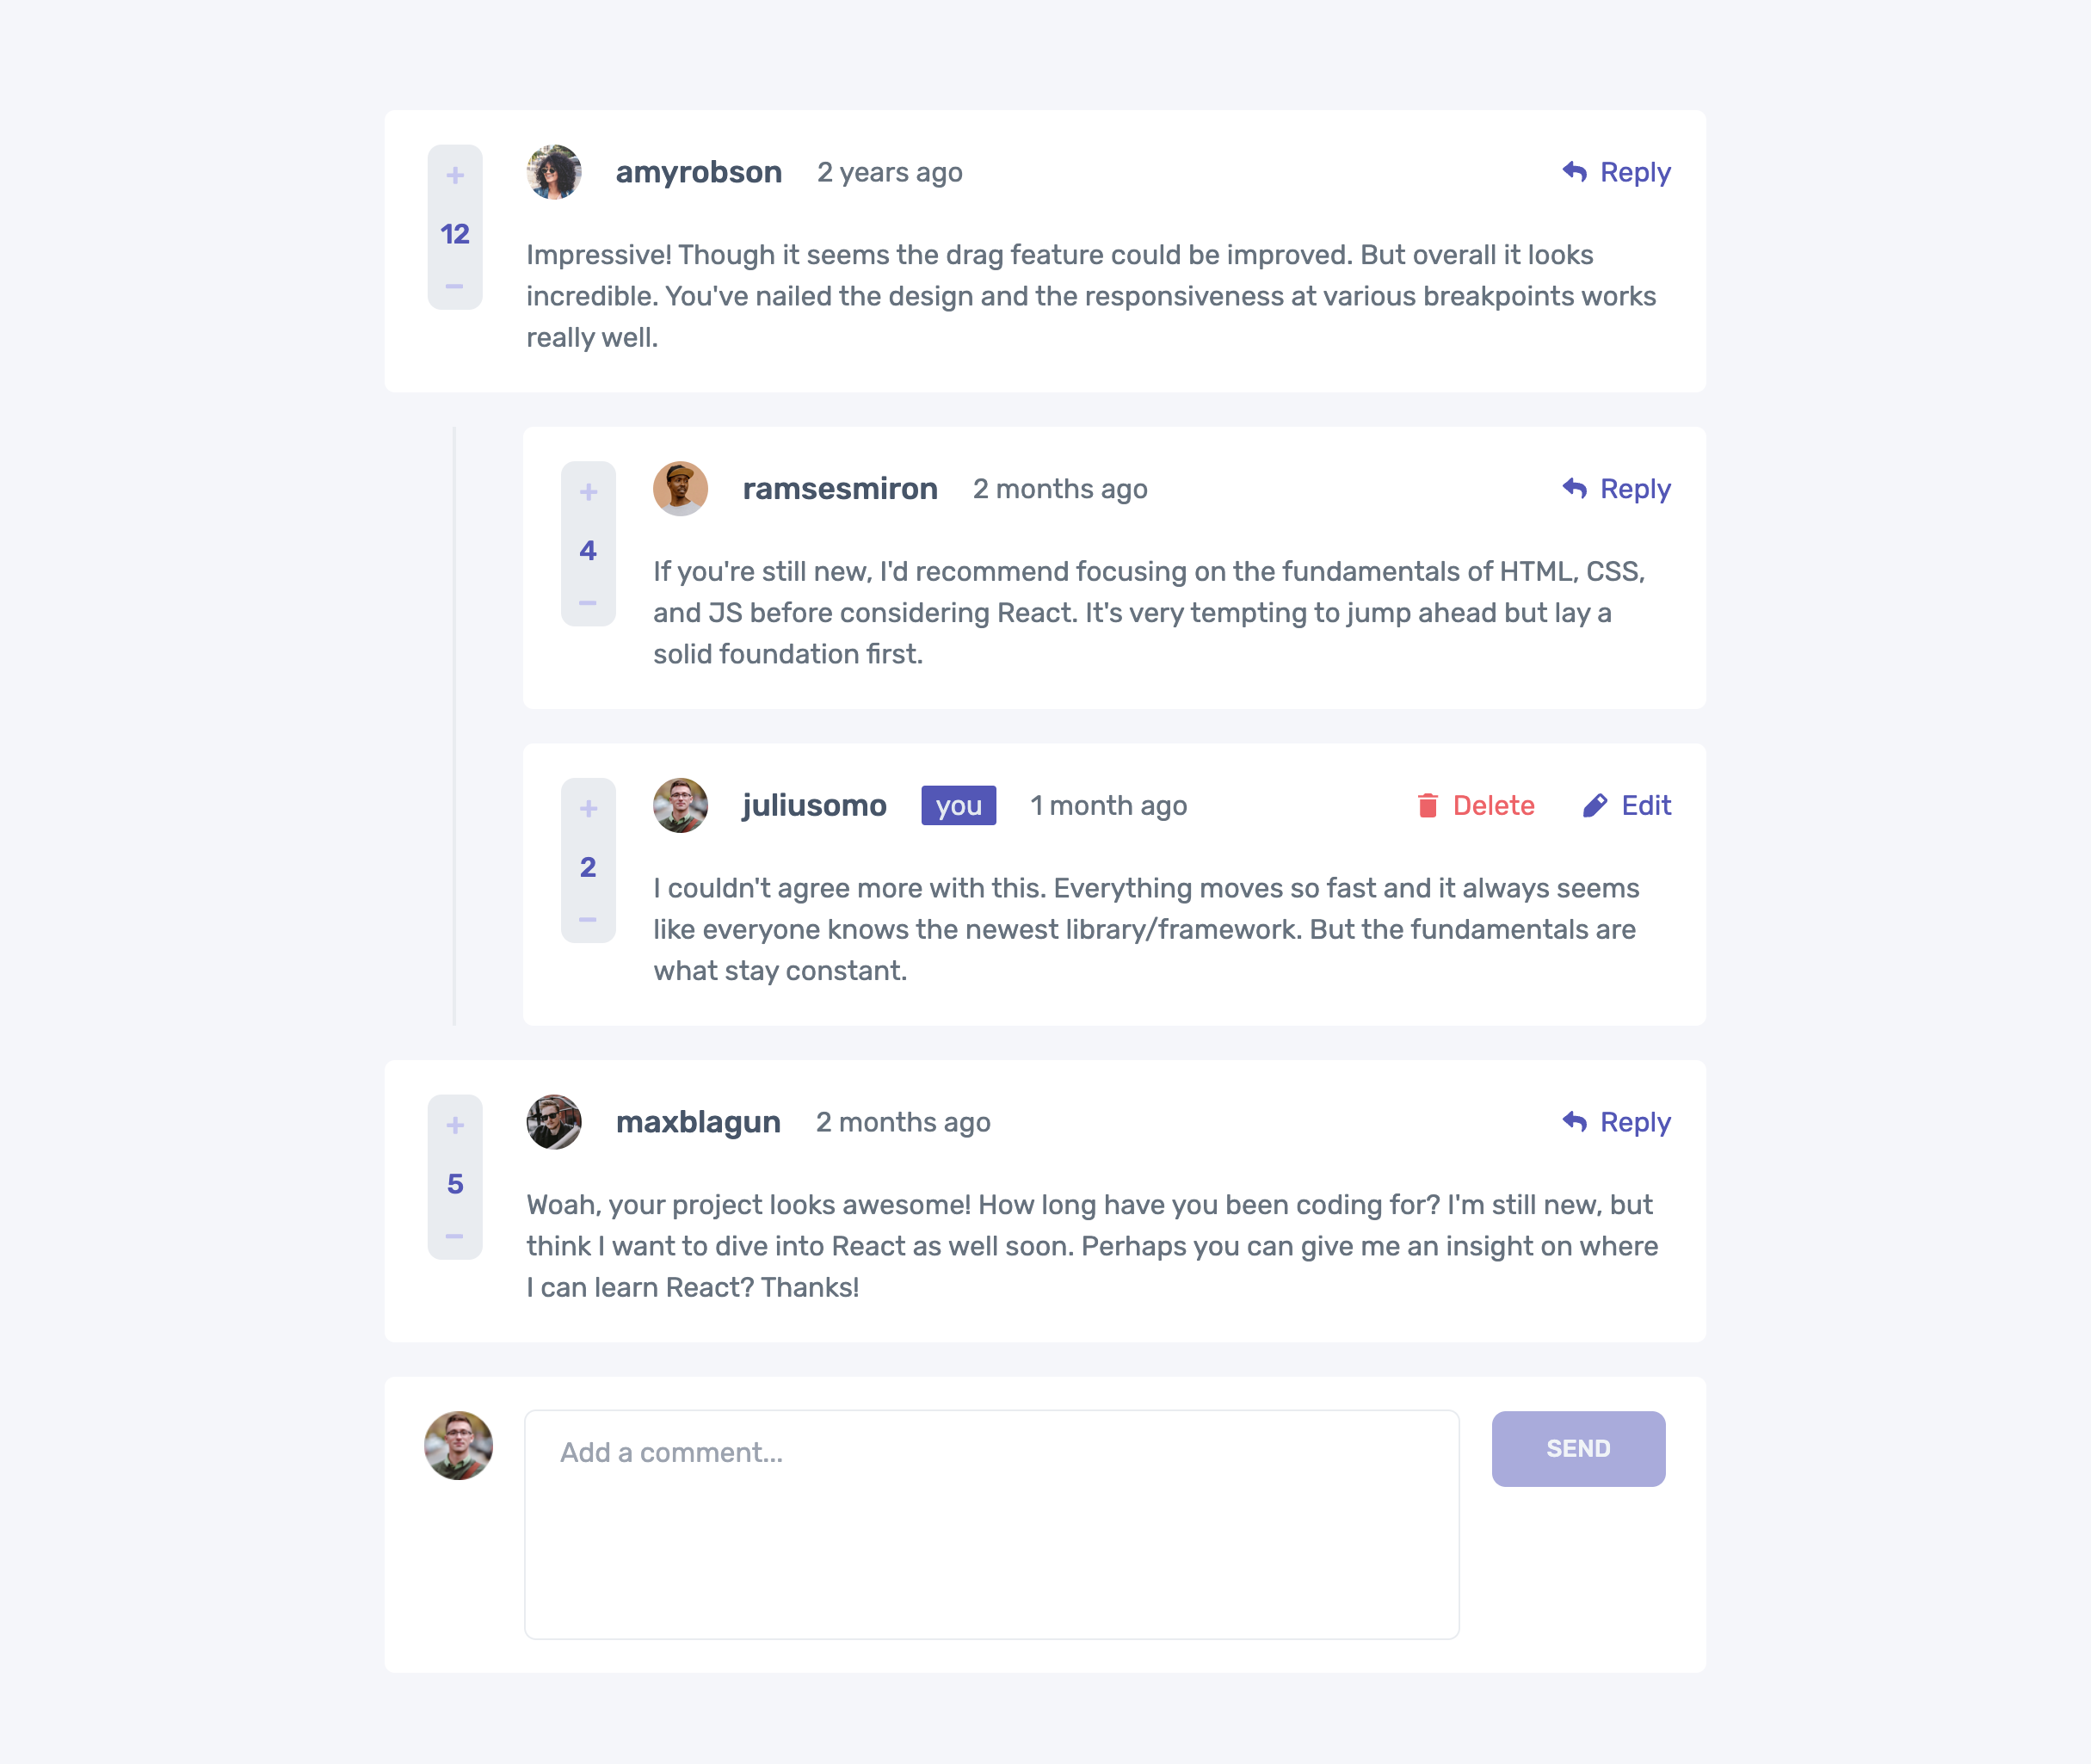 +
12
−
amyrobson 2 years ago Reply
Impressive! Though it seems the drag feature could be improved. But overall it looks
incredible. You've nailed the design and the responsiveness at various breakpoints works
really well.
+
4
−
ramsesmiron 2 months ago Reply
If you're still new, I'd recommend focusing on the fundamentals of HTML, CSS,
and JS before considering React. It's very tempting to jump ahead but lay a
solid foundation first.
+
2
−
juliusomo you 1 month ago Delete Edit
I couldn't agree more with this. Everything moves so fast and it always seems
like everyone knows the newest library/framework. But the fundamentals are
what stay constant.
+
5
−
maxblagun 2 months ago Reply
Woah, your project looks awesome! How long have you been coding for? I'm still new, but
think I want to dive into React as well soon. Perhaps you can give me an insight on where
I can learn React? Thanks!
Add a comment...
SEND